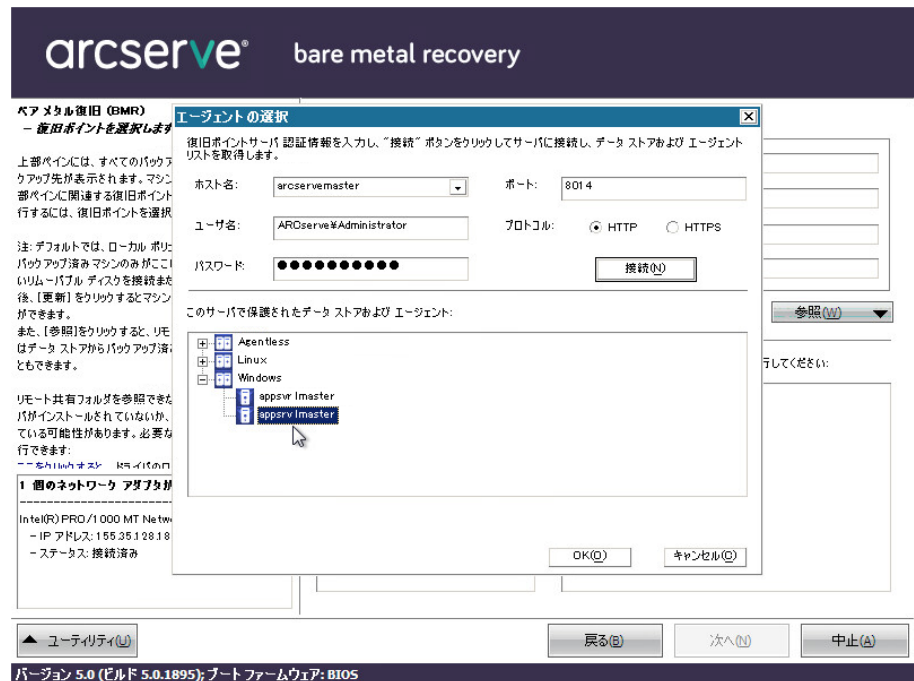 arcserve® bare metal recovery
ベア メタル復旧 (BMR)
- 復旧ポイントを選択します
上部ペインには、すべてのバックア
クアップ先が表示されます。マシン
部ペインに関連する復旧ポイント
行するには、復旧ポイントを選択
注: デフォルトでは、ローカル ボリ
バックアップ済みマシンのみがここ
いリムーバブル ディスクを接続また
後、[更新] をクリックするとマシン
ができます。
また、[参照]をクリックすると、リモ
はデータ ストアからバックアップ済
ともできます。
リモート共有フォルダを参照できな
バがインストールされていないか、
ている可能性があります。必要な
行できます:
ここをクリックすると
1 個のネットワーク アダプタが
Intel(R) PRO/1000 MT Netw
- IP アドレス: 155.35.128.18
- ステータス: 接続済み
エージェントの選択
復旧ポイントサーバ 認証情報を入力し、"接続" ボタンをクリックしてサーバに接続し、データ ストアおよび エージェント
リストを取得します。
ホスト名: arcservemaster ポート: 8014
ユーザ名: ARCserve¥Administrator プロトコル: HTTP HTTPS
パスワード: ●●●●●●●●●● 接続(N)
このサーバで保護されたデータ ストアおよび エージェント:
Agentless
Linux
Windows
appsvr1master
appsrv1master
OK(O) キャンセル(C)
参照(W)
行してください:
ユーティリティ(U) 戻る(B) 次へ(N) 中止(A)
バージョン 5.0 (ビルド 5.0.1895); ブート ファームウェア: BIOS